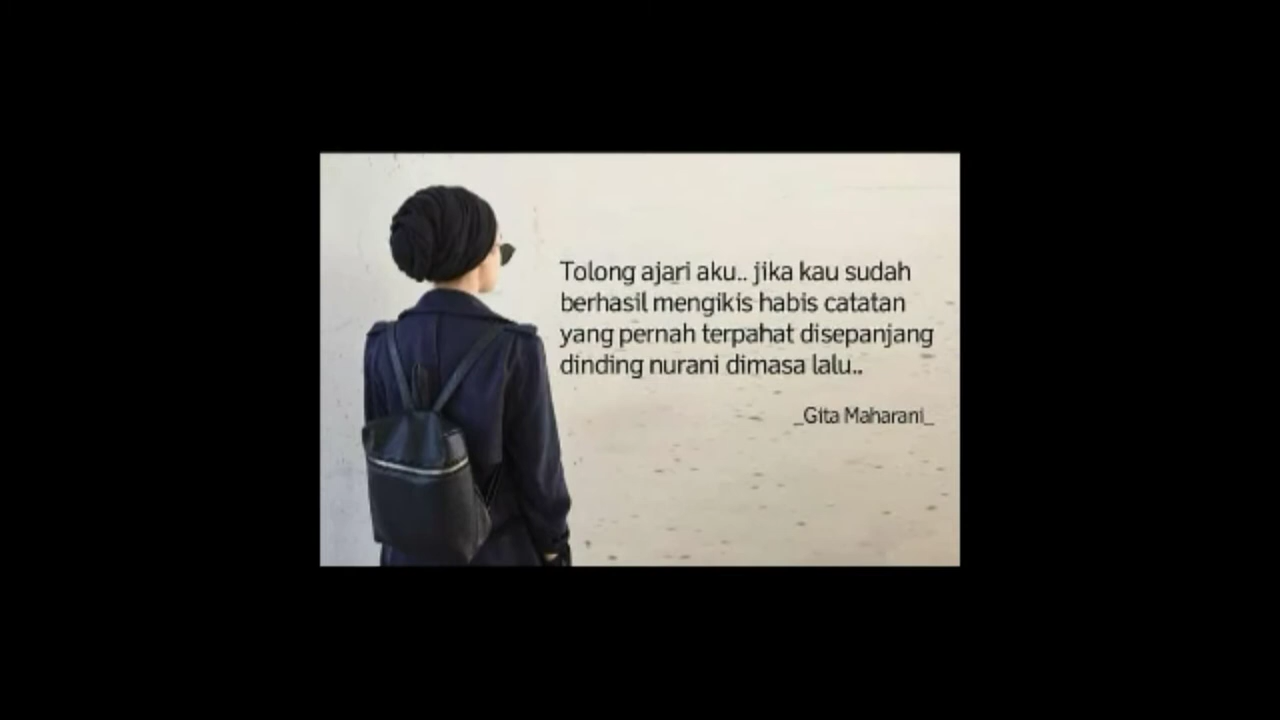 Tolong ajari aku.. jika kau sudah
berhasil mengikis habis catatan
yang pernah terpahat disepanjang
dinding nurani dimasa lalu..
_Gita Maharani_